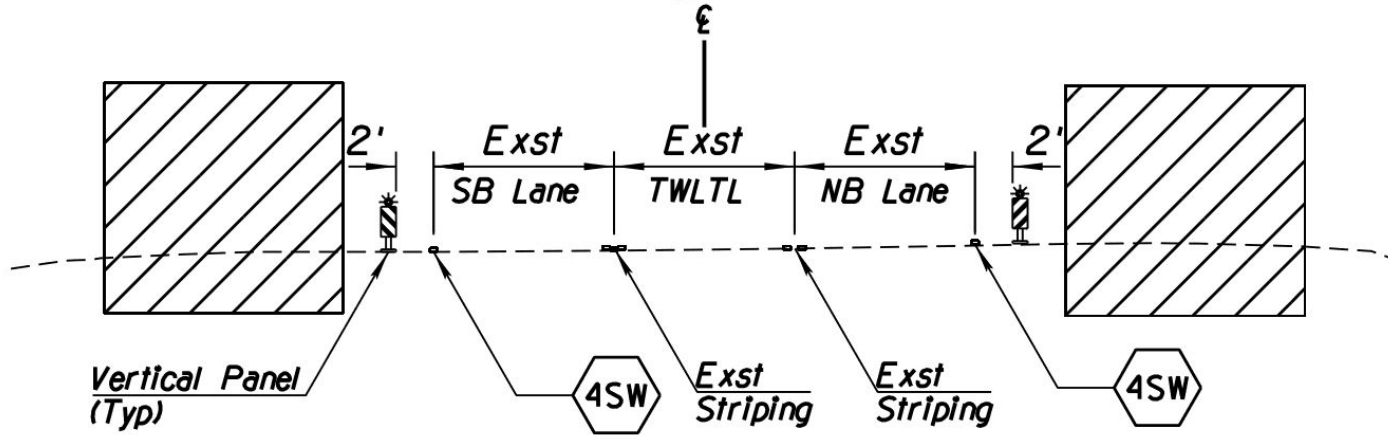 ℄
2' Exst Exst Exst 2'
SB Lane TWLTL NB Lane
Vertical Panel
(Typ)
4SW
Exst
Striping
Exst
Striping
4SW